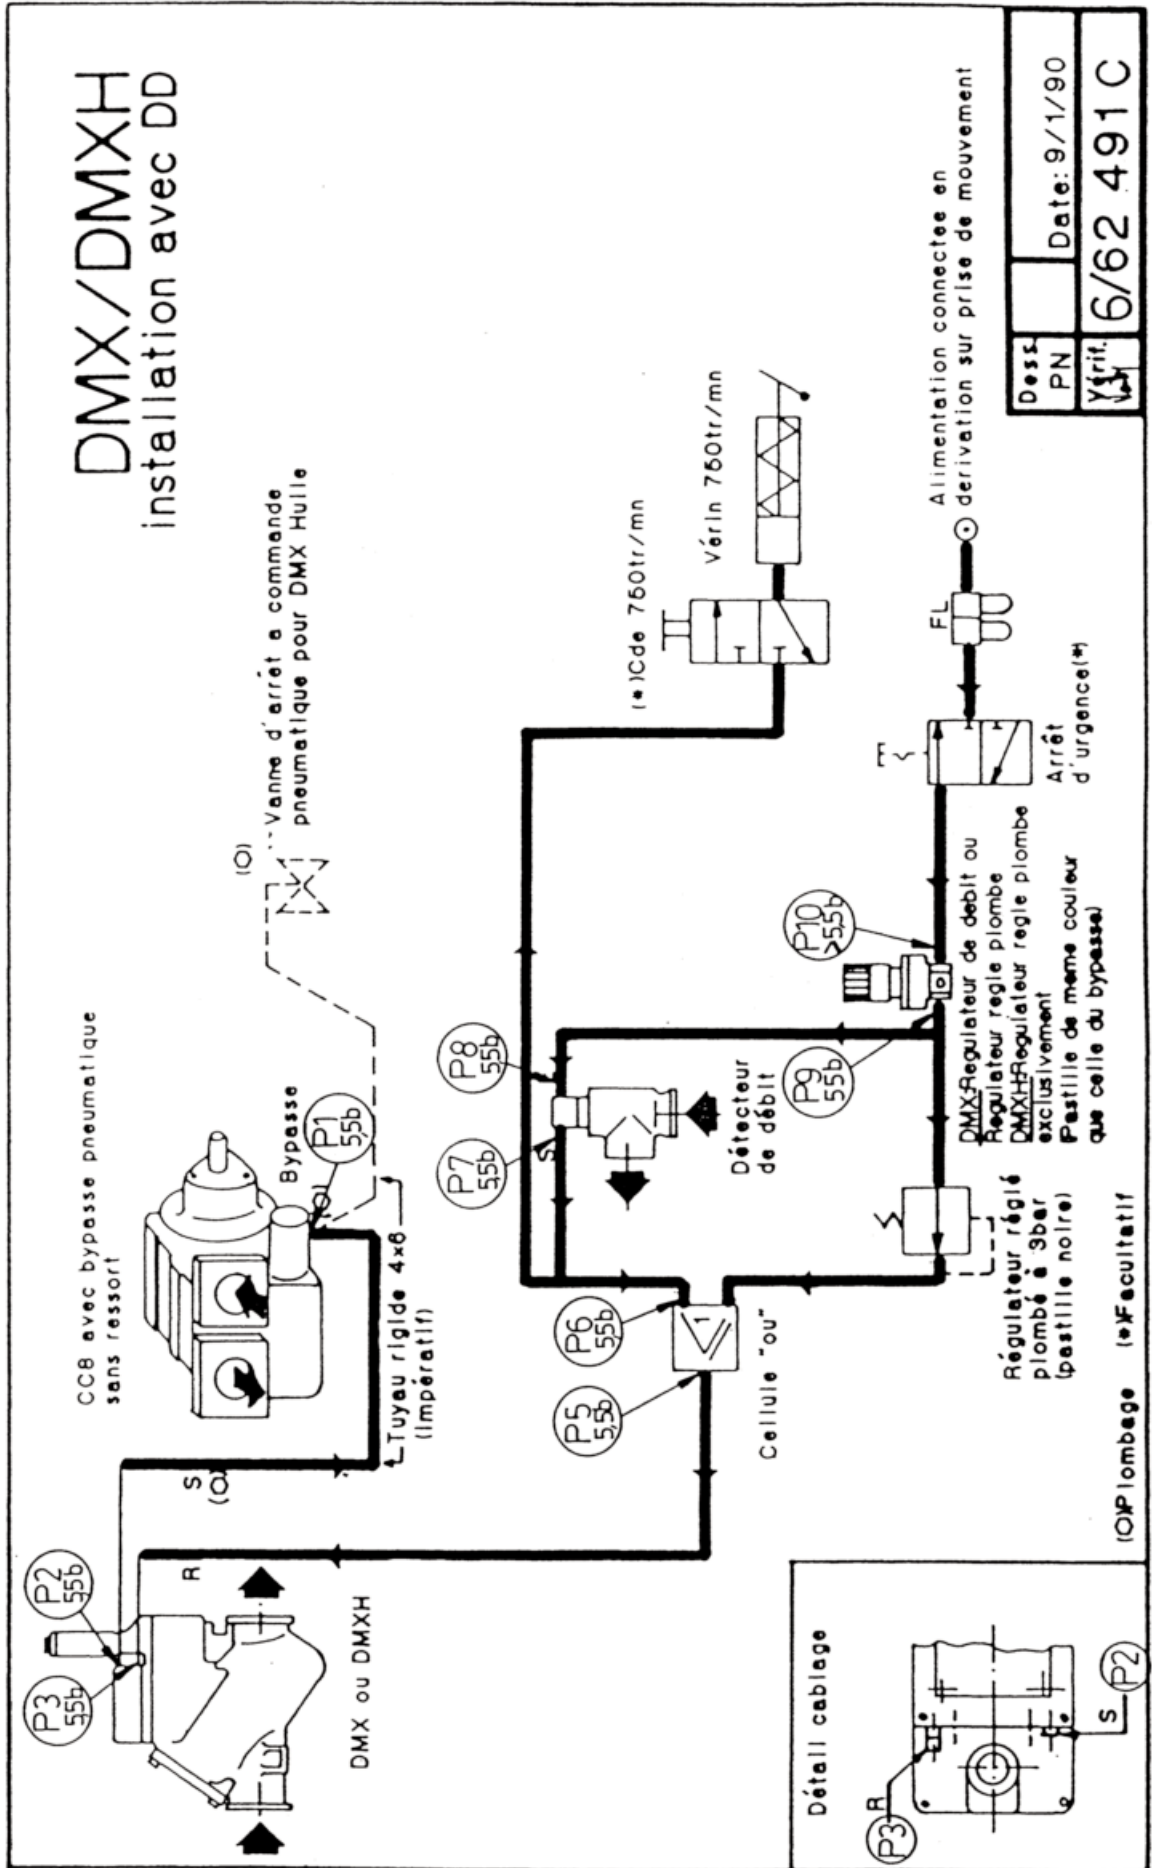 DMX/DMXH
installation avec DD
CC8 avec bypasse pneumatique
sans ressort
(O)
Vanne d'arrêt a commande
pneumatique pour DMX Hulle
Bypasse
P1
5,5b
(O)
Tuyau rigide 4x6
(Impératif)
S
(O)
P2
5,5b
P3
5,5b
R
DMX ou DMXH
(*)Cde 750tr/mn
Vérin 750tr/mn
P8
5,5b
P7
5,5b
S
Détecteur
de débit
P6
5,5b
P5
5,5b
Cellule "ou"
1
P10
>5,5b
P9
5,5b
Alimentation connectee en
derivation sur prise de mouvement
FL
Arrêt
d'urgence(*)
DMX:Regulateur de debit ou
Regulateur regle plombe
DMXH:Regulateur regle plombe
exclusivement
(Pastille de meme couleur
que celle du bypasse)
Régulateur réglé
plombé à 3bar
(pastille noire)
(O)Plombage (*)Facultatif
Détail cablage
P3
R
S
P2
Dess.
PN
Date: 9/1/90
Vérif.
6/62 491 C